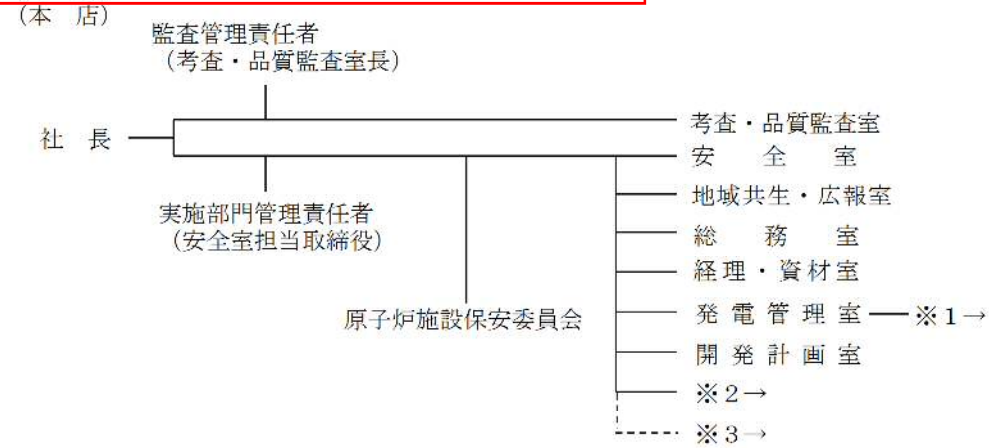 （本　店）
監査管理責任者
（考査・品質監査室長）
社　長
考査・品質監査室
安　全　室
実施部門管理責任者
（安全室担当取締役）
原子炉施設保安委員会
地域共生・広報室
総　務　室
経理・資材室
発電管理室
※1→
開発計画室
※2→
※3→